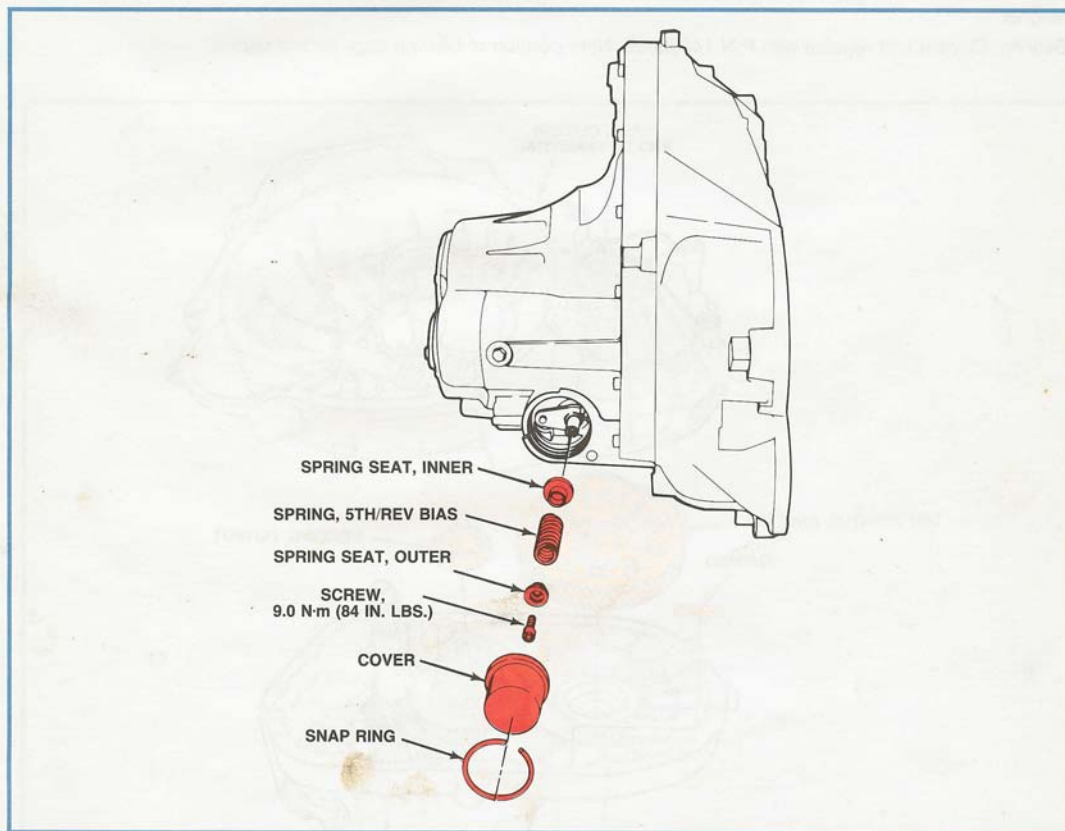 SPRING SEAT, INNER
SPRING, 5TH/REV BIAS
SPRING SEAT, OUTER
SCREW,
9.0 N·m (84 IN. LBS.)
COVER
SNAP RING